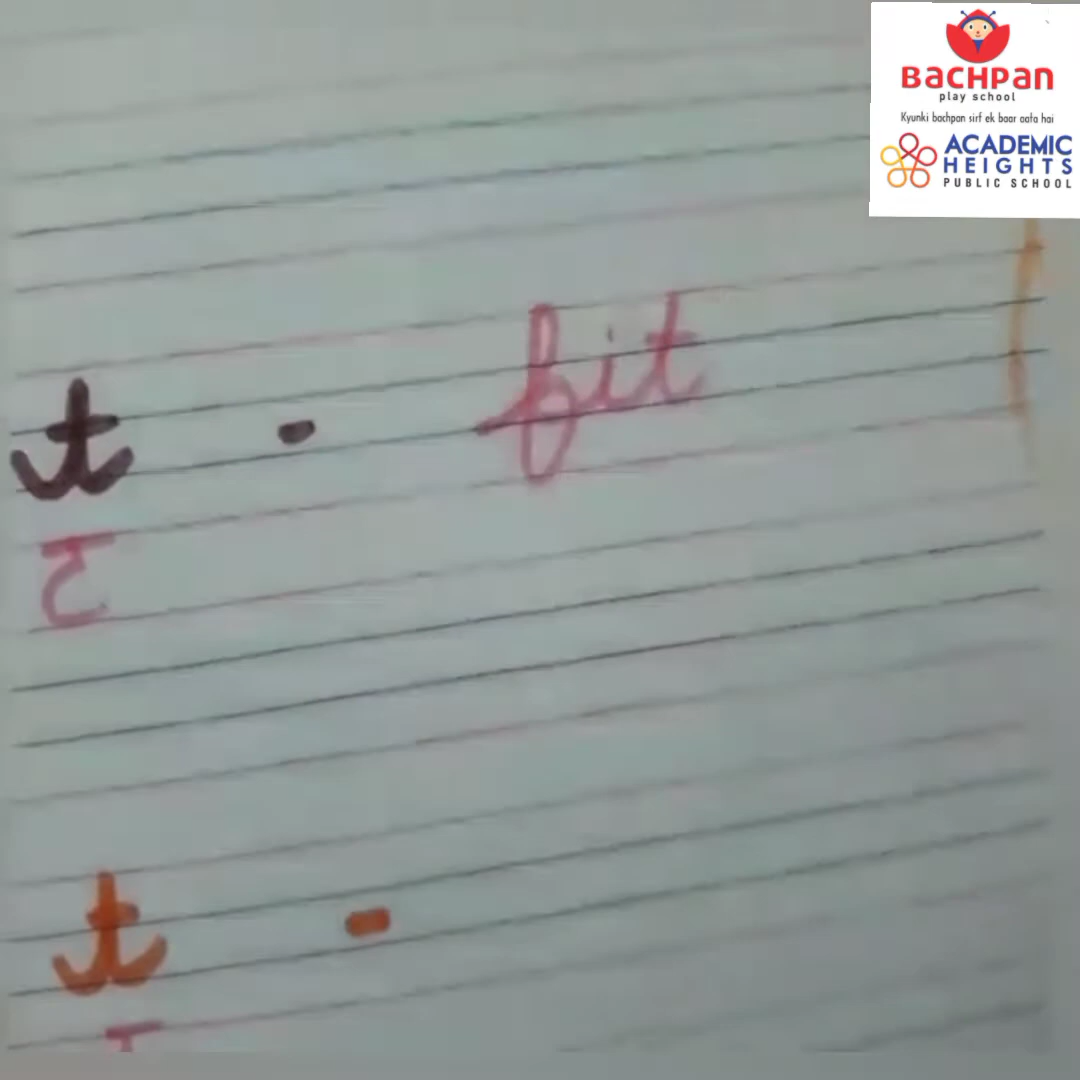 BACHPAN
play school
Kyunki bachpan sirf ek baar aata hai
ACADEMIC
HEIGHTS
PUBLIC SCHOOL
t - fit
ट
t -